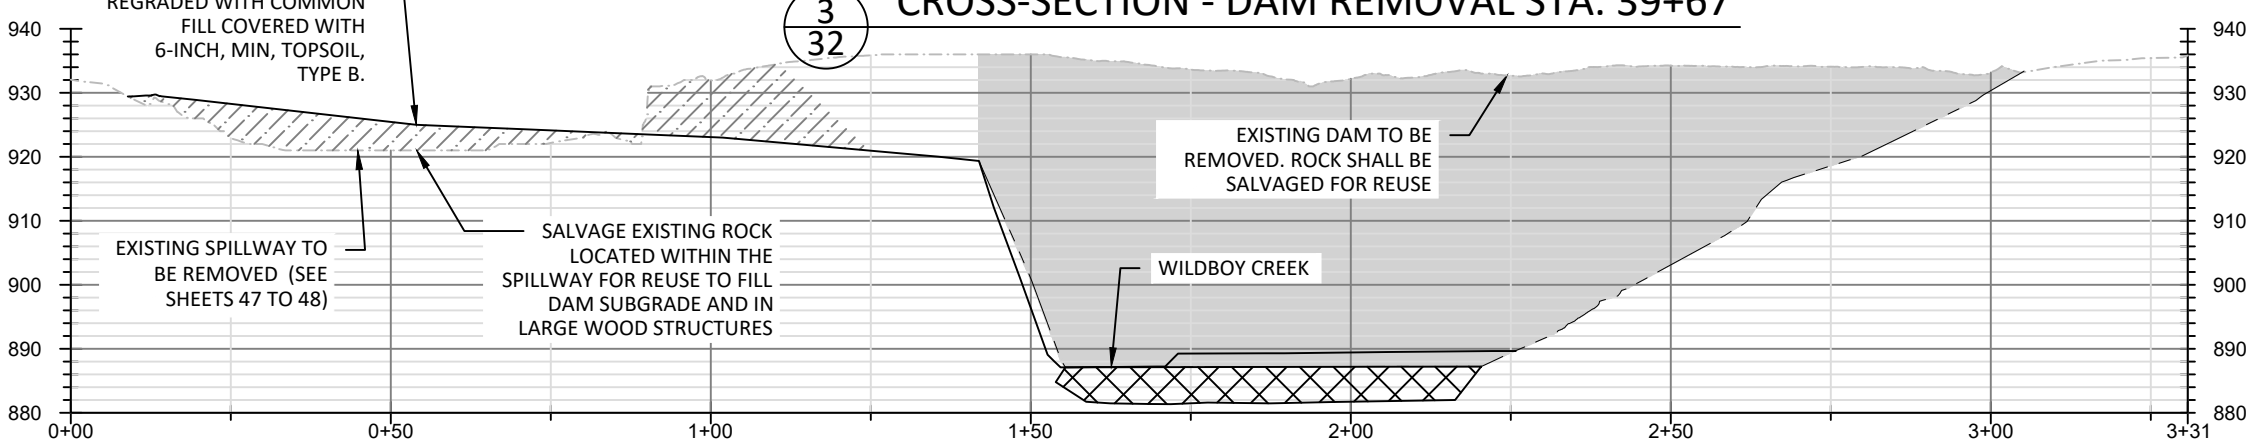 REGRADED WITH COMMON
FILL COVERED WITH
6-INCH, MIN, TOPSOIL,
TYPE B.
3
32
CROSS-SECTION - DAM REMOVAL STA. 39+67
940
930
920
910
900
890
880
940
930
920
910
900
890
880
EXISTING DAM TO BE
REMOVED. ROCK SHALL BE
SALVAGED FOR REUSE
EXISTING SPILLWAY TO
BE REMOVED (SEE
SHEETS 47 TO 48)
SALVAGE EXISTING ROCK
LOCATED WITHIN THE
SPILLWAY FOR REUSE TO FILL
DAM SUBGRADE AND IN
LARGE WOOD STRUCTURES
WILDBOY CREEK
0+00 0+50 1+00 1+50 2+00 2+50 3+00 3+31